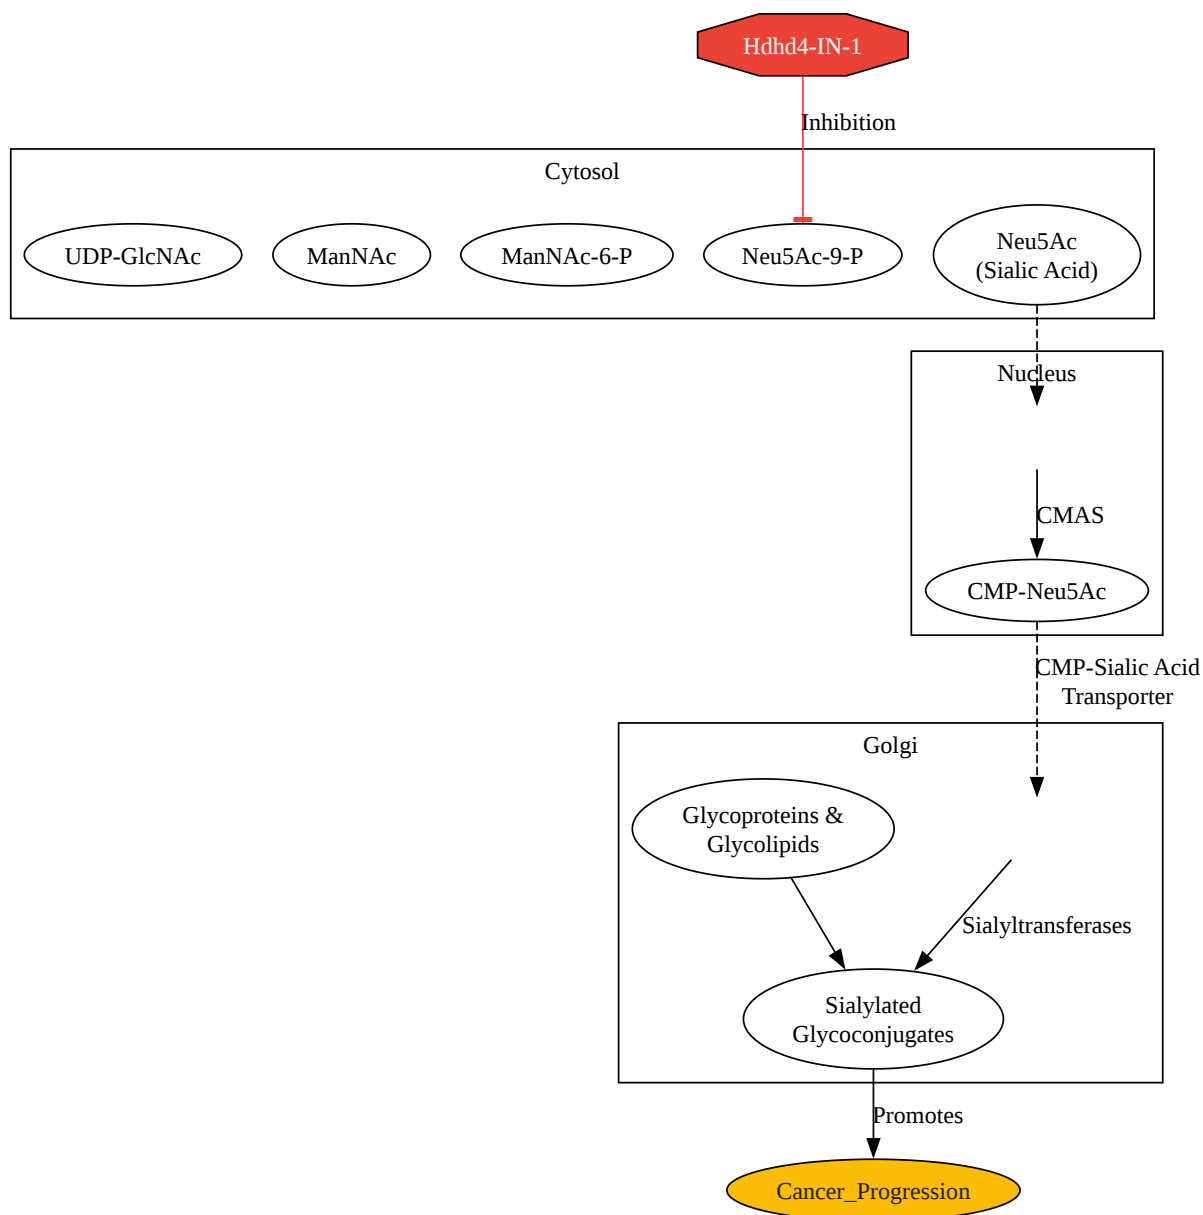 Hdhd4-IN-1
Inhibition
Cytosol
UDP-GlcNAc
ManNAc
ManNAc-6-P
Neu5Ac-9-P
Neu5Ac
(Sialic Acid)
Nucleus
CMAS
CMP-Neu5Ac
CMP-Sialic Acid
Transporter
Golgi
Glycoproteins &
Glycolipids
Sialyltransferases
Sialylated
Glycoconjugates
Promotes
Cancer_Progression